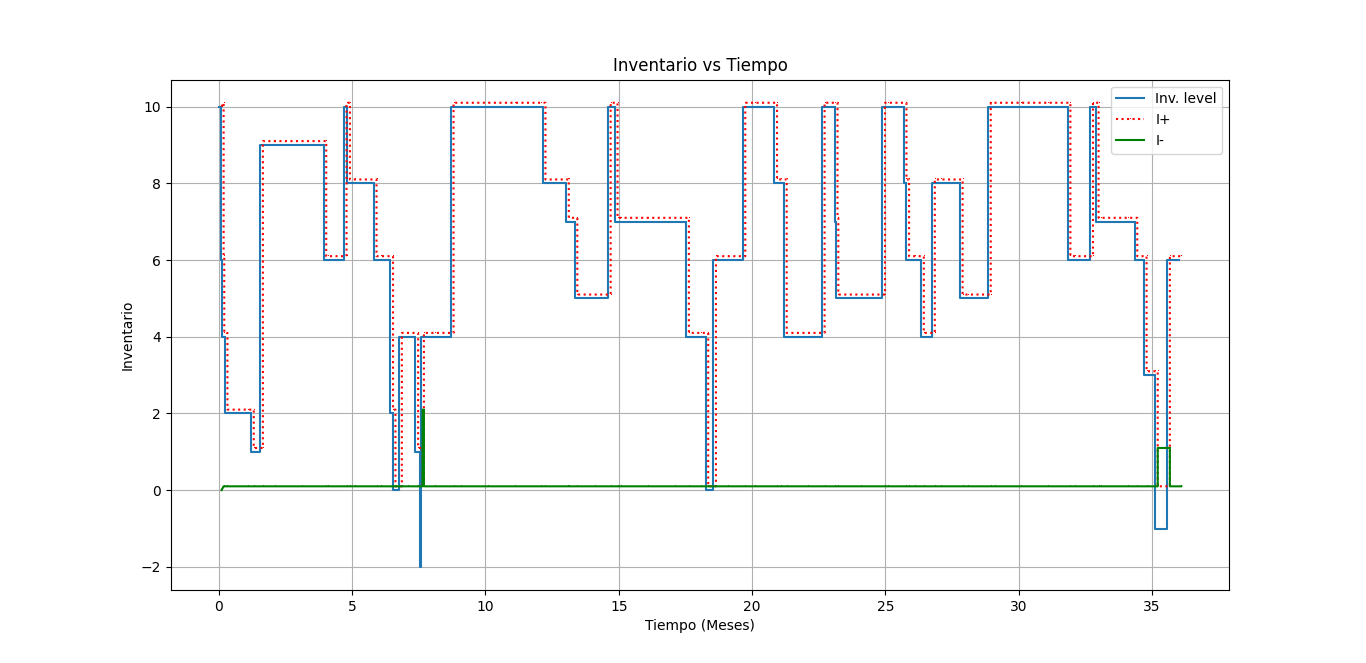 Inventario vs Tiempo
Inv. level
I+
I-
10
8
6
4
2
0
−2
Inventario
0 5 10 15 20 25 30 35
Tiempo (Meses)